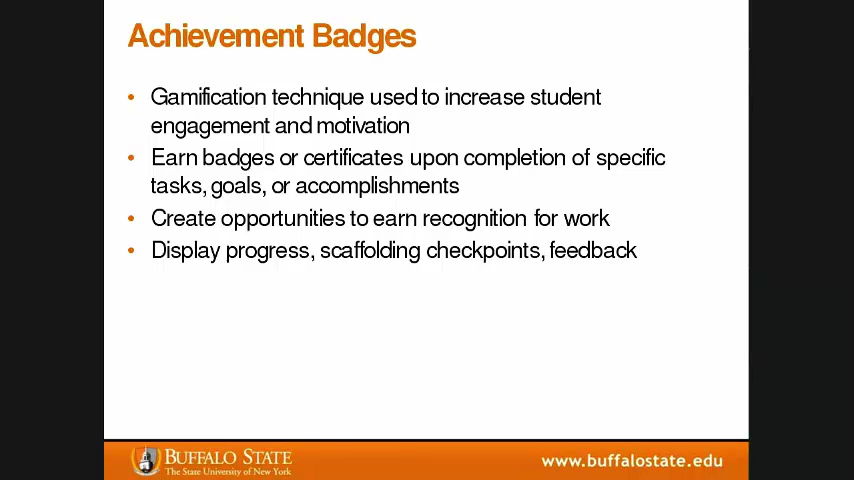 Achievement Badges
• Gamification technique used to increase student
engagement and motivation
• Earn badges or certificates upon completion of specific
tasks, goals, or accomplishments
• Create opportunities to earn recognition for work
• Display progress, scaffolding checkpoints, feedback
BUFFALO STATE
The State University of New York
www.buffalostate.edu